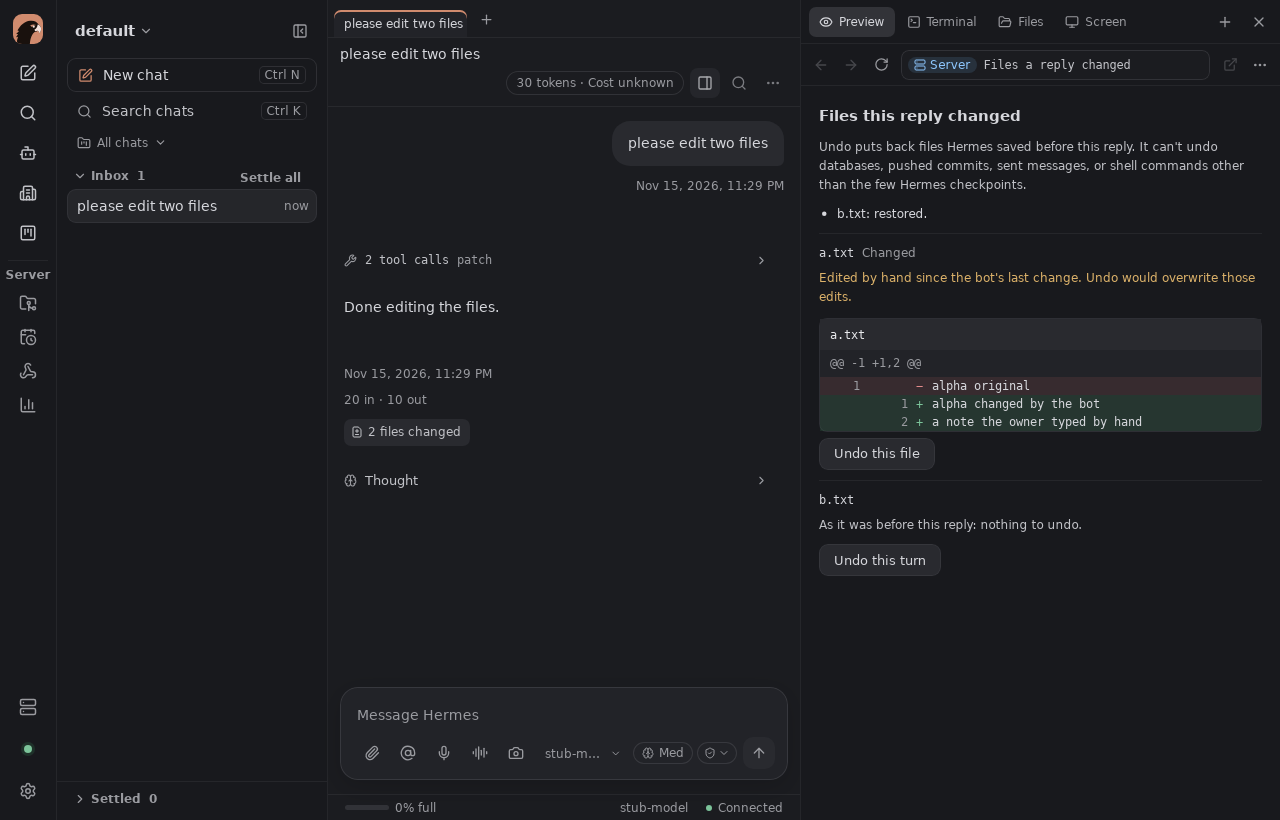 default
New chat
Ctrl N
Search chats
Ctrl K
All chats
Inbox 1
Settle all
please edit two files
now
Server
Settled 0
please edit two files
please edit two files
30 tokens · Cost unknown
please edit two files
Nov 15, 2026, 11:29 PM
2 tool calls patch
Done editing the files.
Nov 15, 2026, 11:29 PM
20 in · 10 out
2 files changed
Thought
Message Hermes
stub-m...
Med
0% full
stub-model
Connected
Preview
Terminal
Files
Screen
Server
Files a reply changed
Files this reply changed
Undo puts back files Hermes saved before this reply. It can't undo
databases, pushed commits, sent messages, or shell commands other
than the few Hermes checkpoints.
• b.txt: restored.
a.txt Changed
Edited by hand since the bot's last change. Undo would overwrite those
edits.
a.txt
@@ -1 +1,2 @@
1 − alpha original
1 + alpha changed by the bot
2 + a note the owner typed by hand
Undo this file
b.txt
As it was before this reply: nothing to undo.
Undo this turn